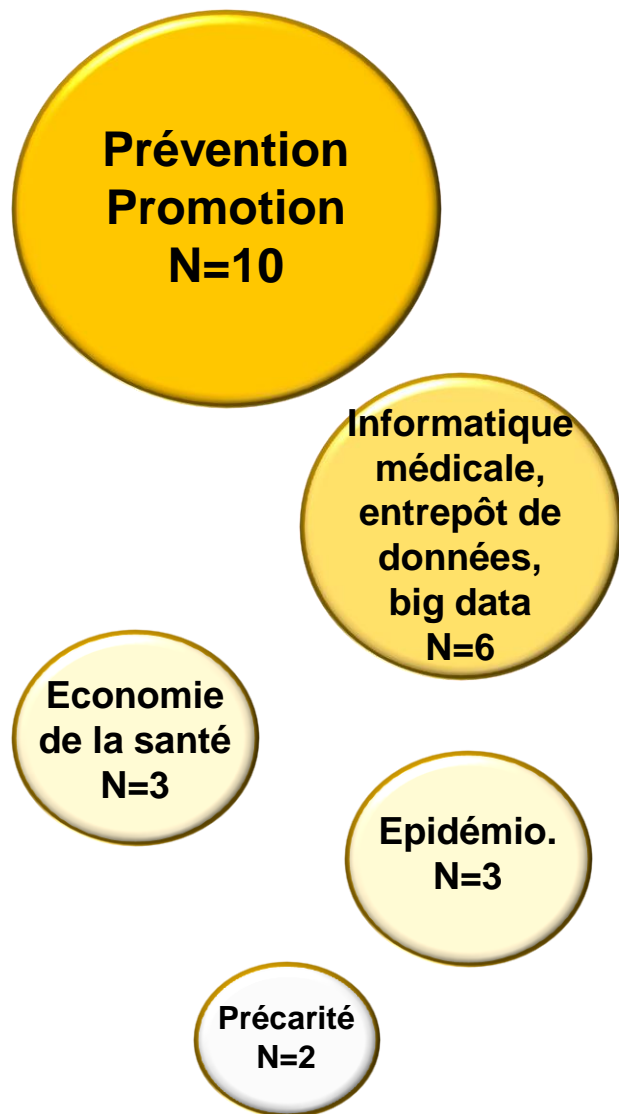 Prévention
Promotion
N=10
Informatique
médicale,
entrepôt de
données,
big data
N=6
Economie
de la santé
N=3
Epidémio.
N=3
Précarité
N=2